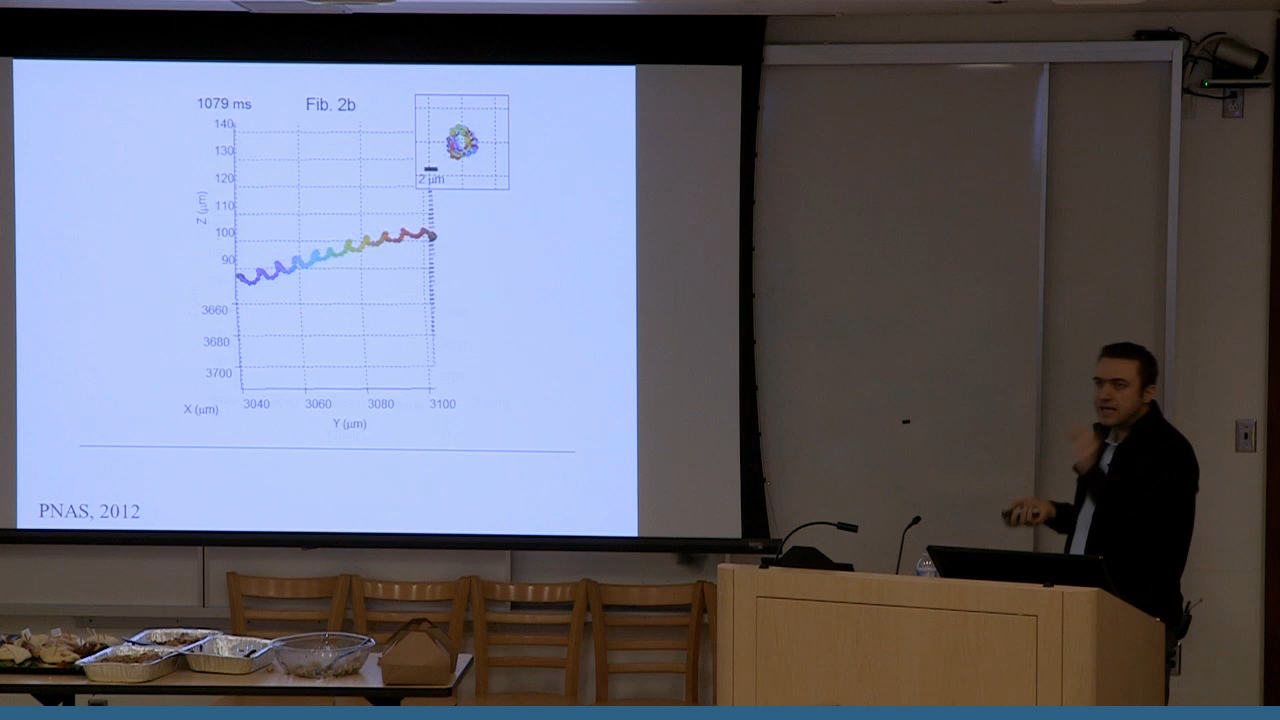 1079 ms
Fib. 2b
140
130
120
110
100
90
Z (μm)
2 μm
3660
3680
3700
X (μm)
3040
3060
3080
3100
Y (μm)
PNAS, 2012